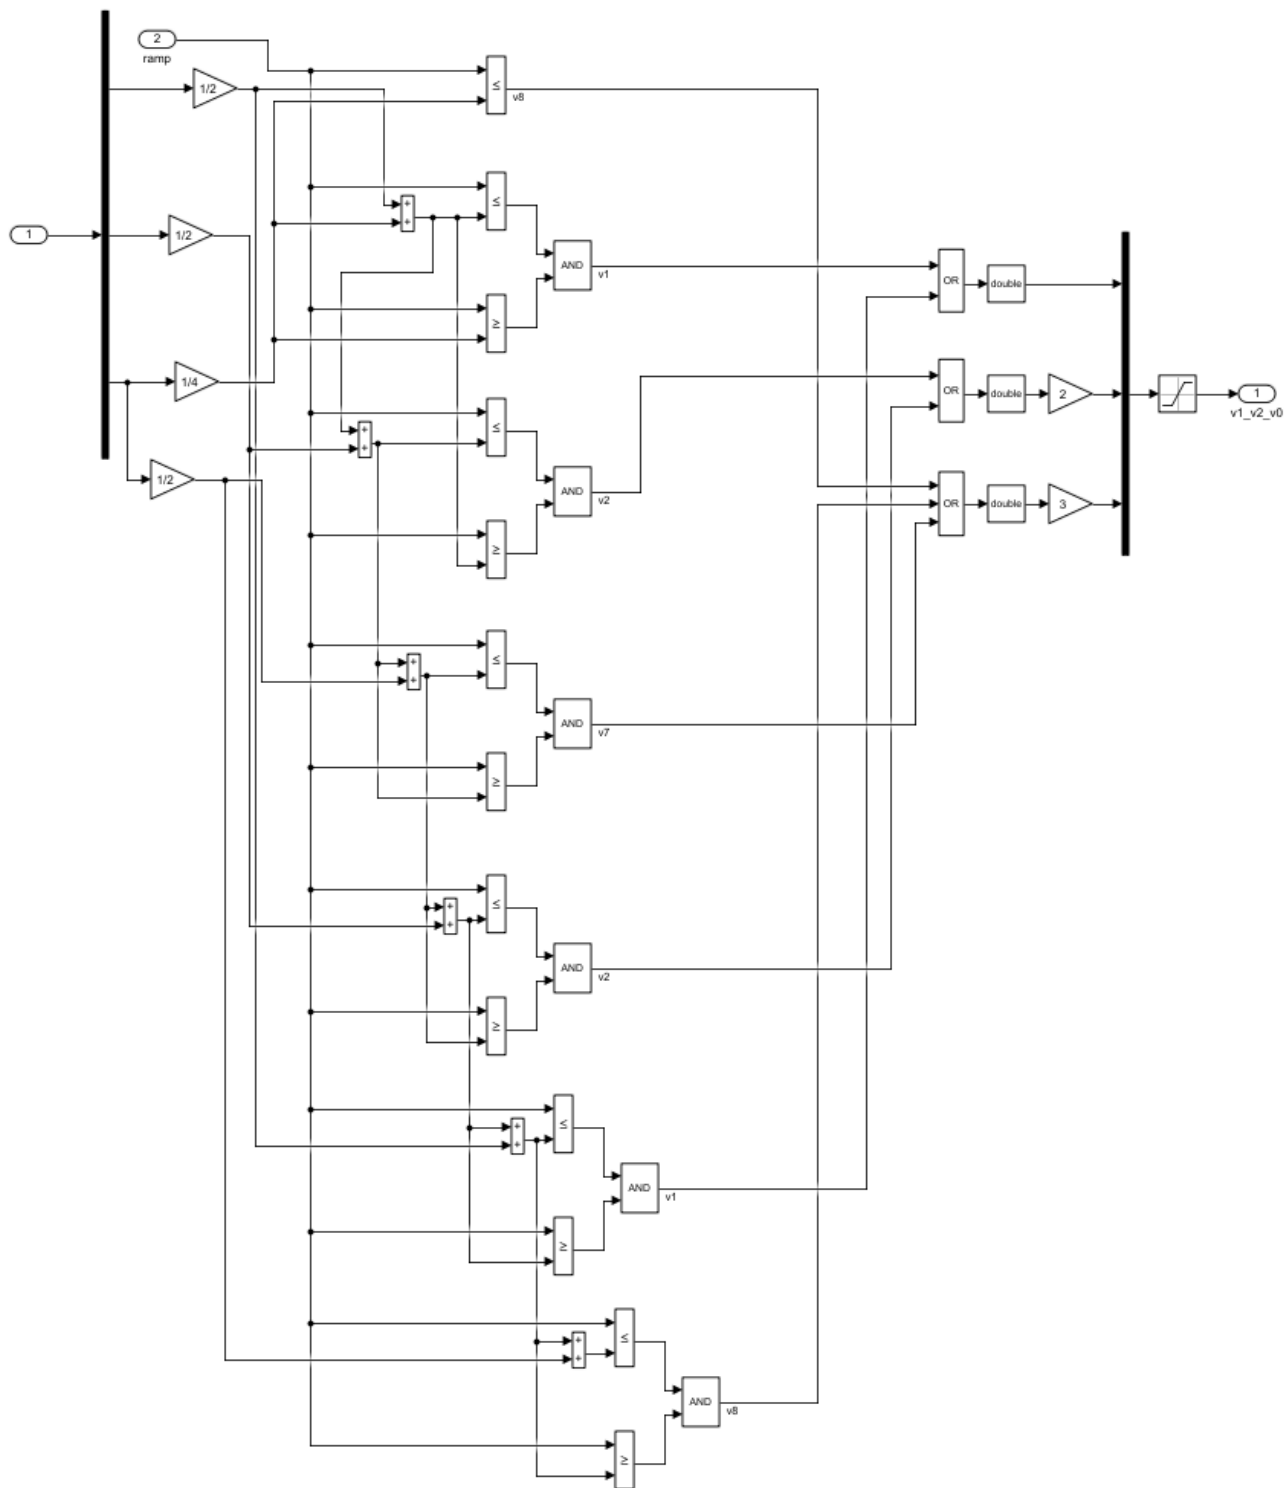 2
ramp
1/2
≤
v8
≤
+
+
1/2
1
AND
v1
OR
double
≥
1/4
OR
double
2
1
v1_v2_v0
≤
+
+
1/2
AND
v2
OR
double
3
≥
≤
+
+
AND
v7
≥
≤
+
+
AND
v2
≥
≤
+
+
AND
v1
≥
≤
+
+
AND
v8
≥